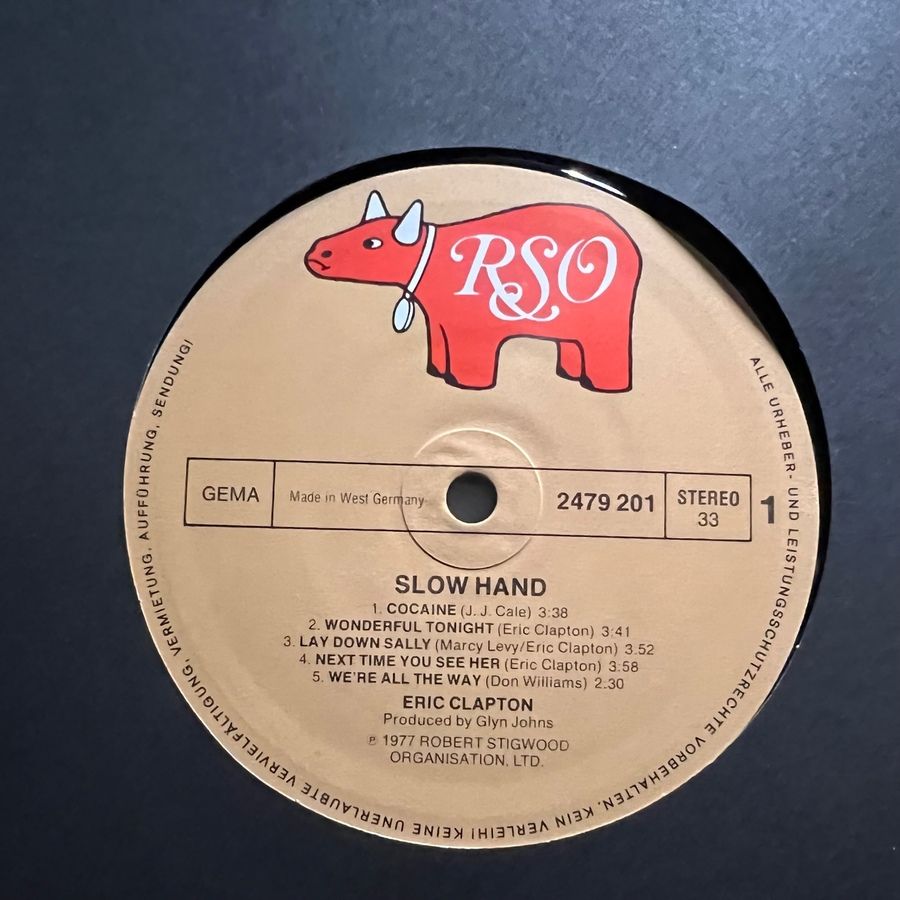 RSO
GEMA
Made in West Germany
2479 201
STEREO
33
1
SLOW HAND
1. COCAINE (J. J. Cale) 3:38
2. WONDERFUL TONIGHT (Eric Clapton) 3:41
3. LAY DOWN SALLY (Marcy Levy/Eric Clapton) 3.52
4. NEXT TIME YOU SEE HER (Eric Clapton) 3:58
5. WE'RE ALL THE WAY (Don Williams) 2.30
ERIC CLAPTON
Produced by Glyn Johns
℗ 1977 ROBERT STIGWOOD
ORGANISATION, LTD.
ALLE URHEBER- UND LEISTUNGSSCHUTZRECHTE VORBEHALTEN. KEIN VERLEIH! KEINE UNERLAUBTE VERVIELFÄLTIGUNG, VERMIETUNG, AUFFÜHRUNG, SENDUNG!